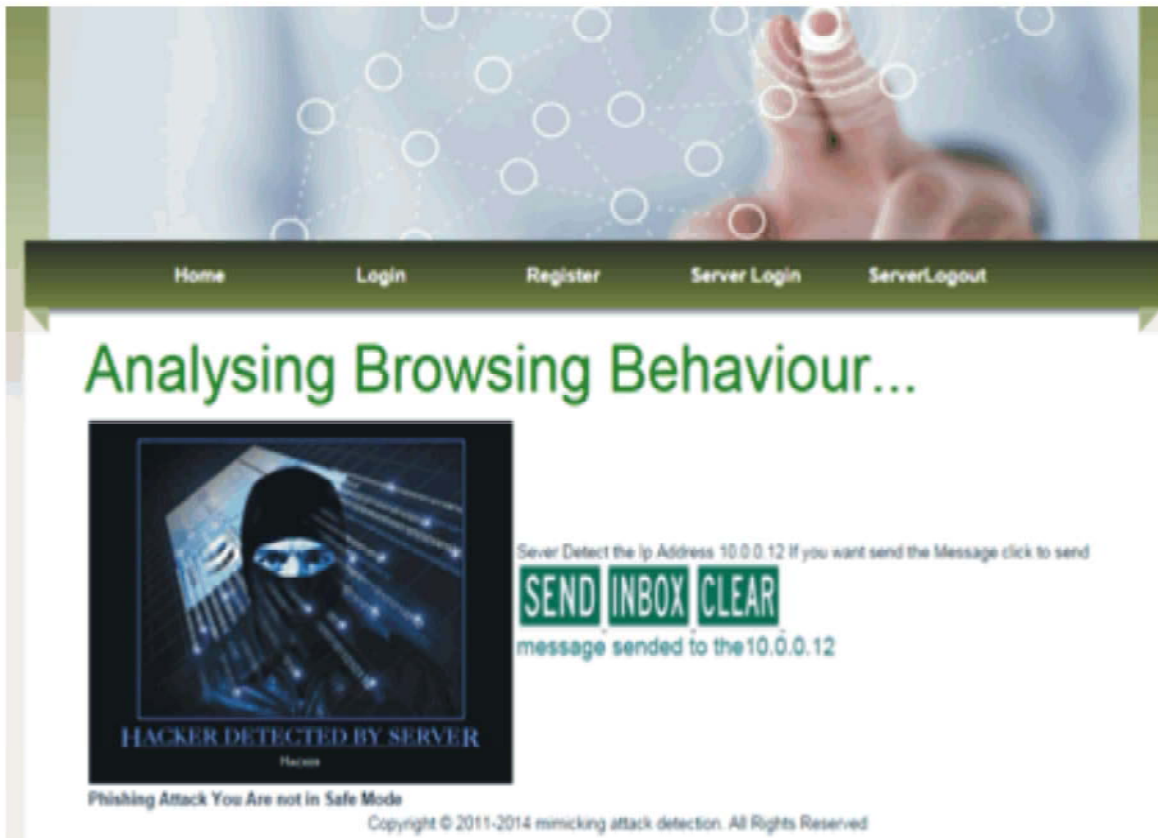 Home Login Register Server Login ServerLogout
Analysing Browsing Behaviour...
Sever Detect the Ip Address 10.0.0.12 If you want send the Message click to send
SEND INBOX CLEAR
message sended to the10.0.0.12
HACKER DETECTED BY SERVER
Hacker
Phishing Attack You Are not in Safe Mode
Copyright © 2011-2014 mimicking attack detection. All Rights Reserved